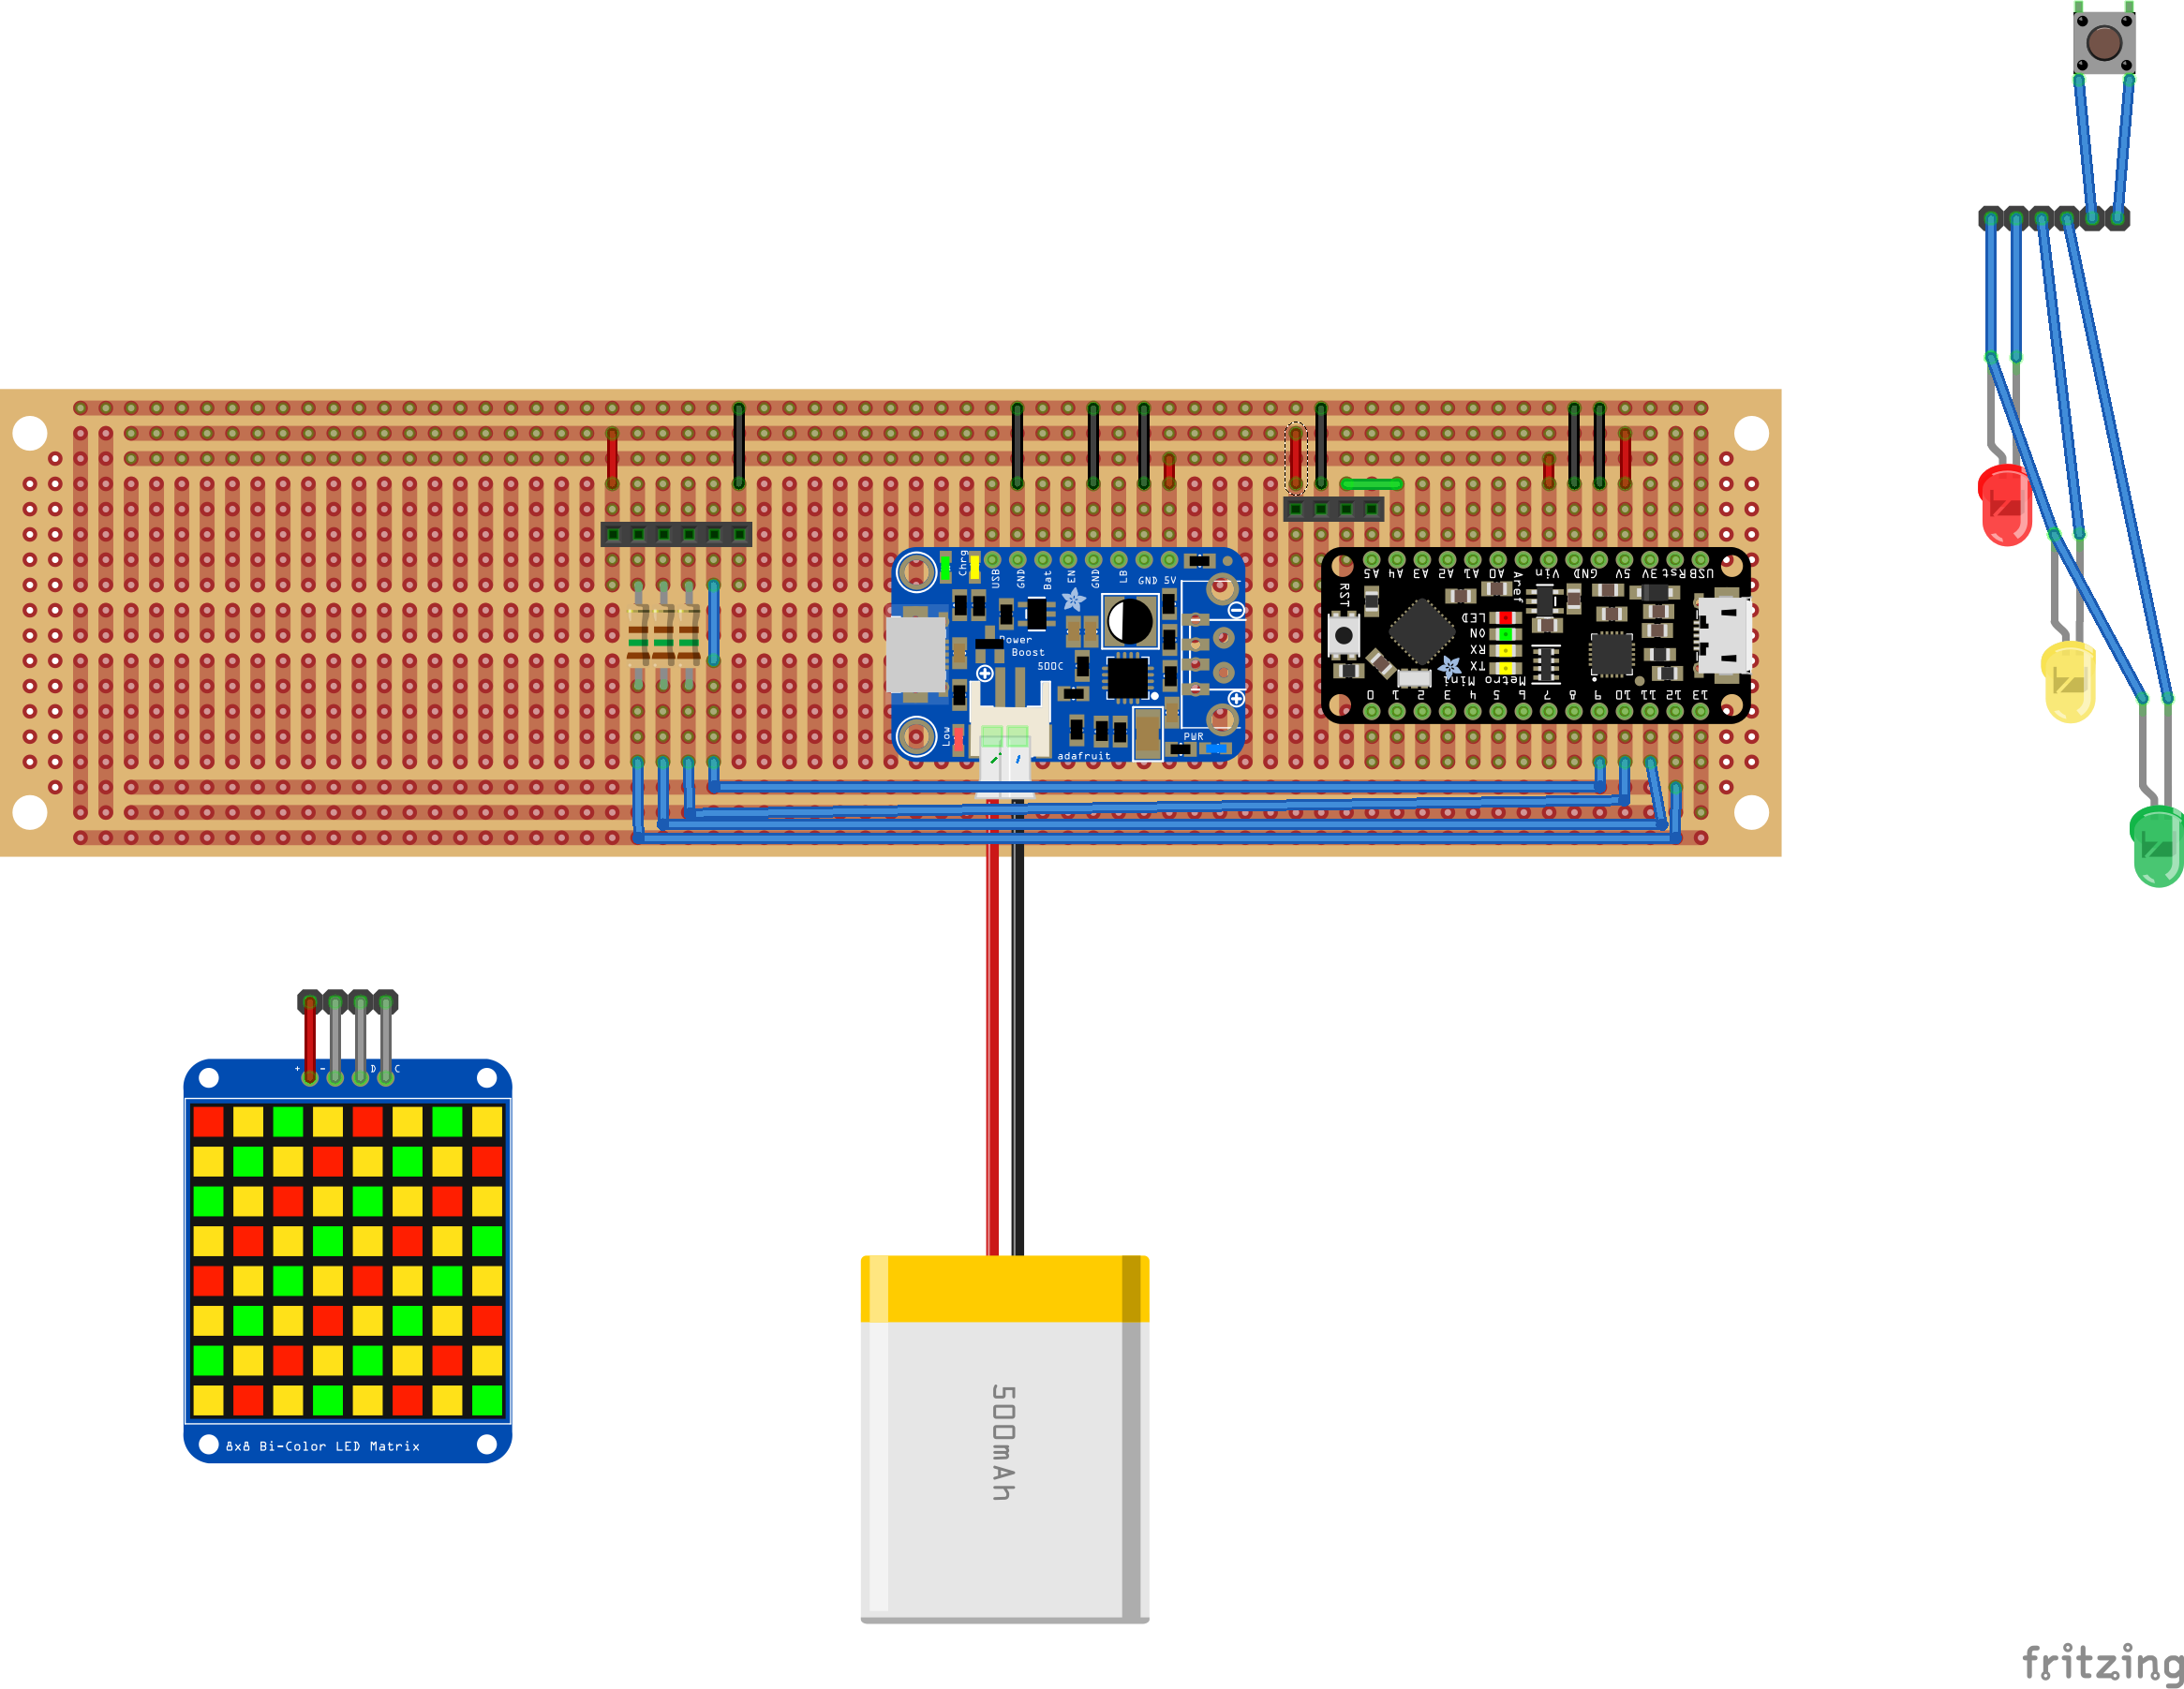 Chrg
USB
GND
Bat
EN
GND
LB
GND 5V
Power
Boost
500C
Low
PWR
adafruit
A5 A4 A3 A2 A1 A0 Aref Vin GND 5V 3V Rst USB
RST
LED
ON
RX
TX
Metro Mini
0 1 2 3 4 5 6 7 8 9 10 11 12 13
+ - D C
8x8 Bi-Color LED Matrix
500mAh
fritzing